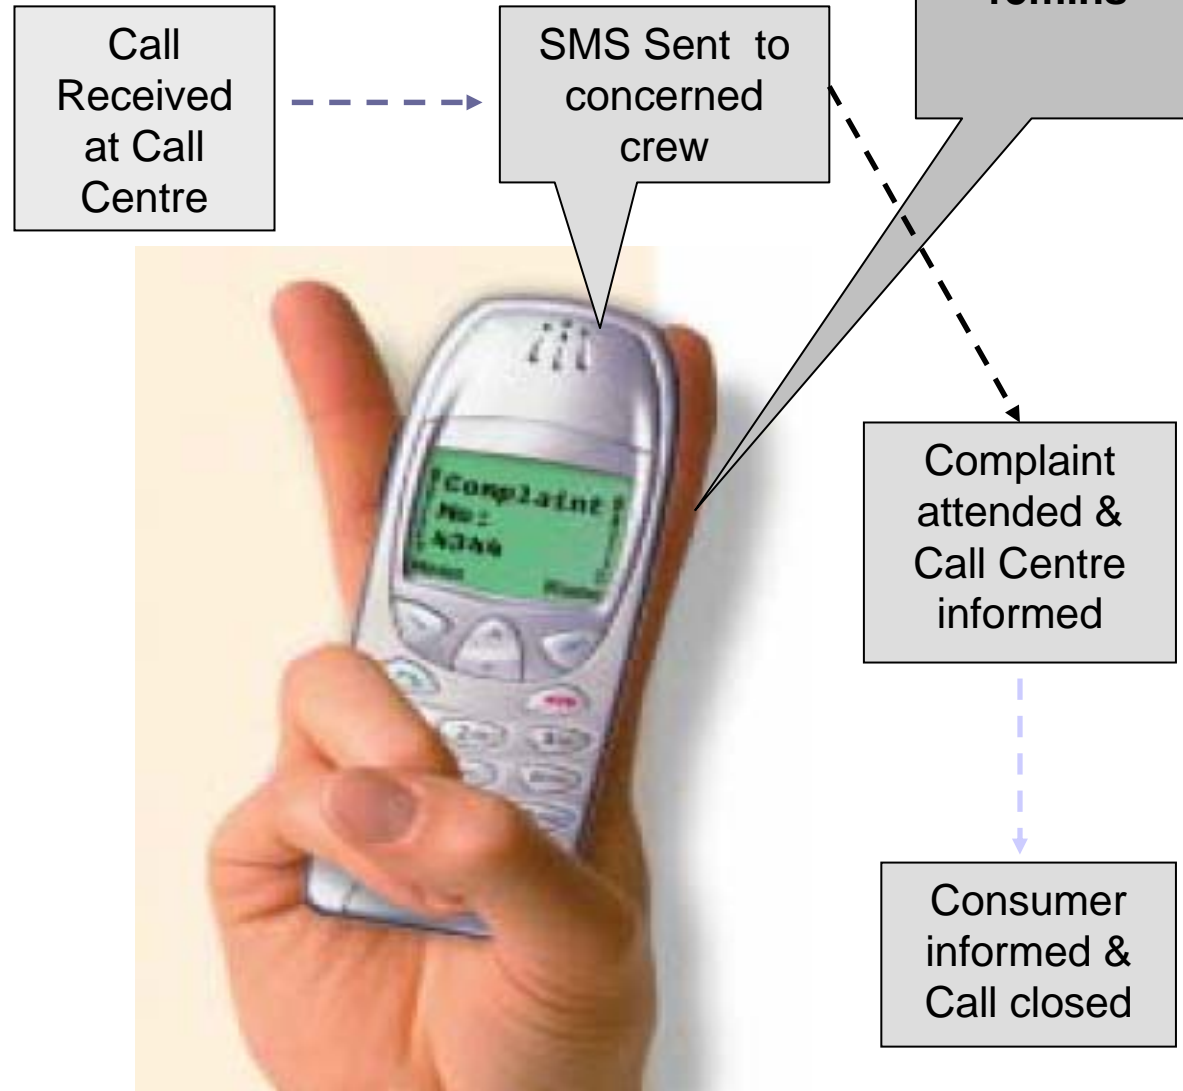 Call
Received
at Call
Centre
SMS Sent to
concerned
crew
Complaint
No:
4344
Complaint
attended &
Call Centre
informed
Consumer
informed &
Call closed